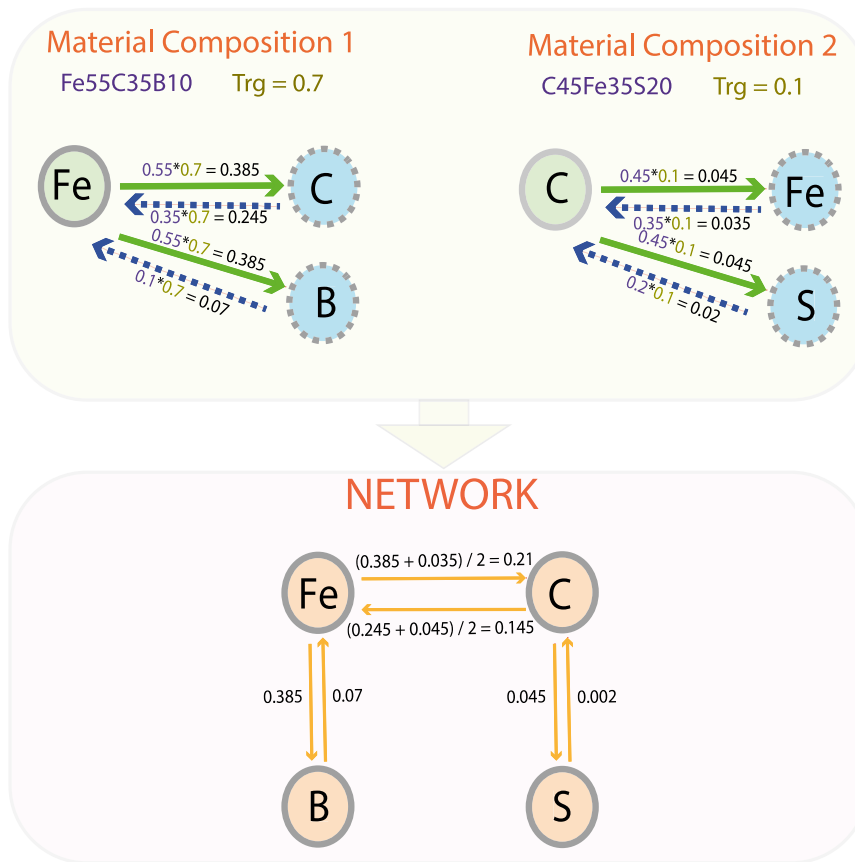 Material Composition 1
Fe55C35B10 Trg = 0.7
Fe
0.55*0.7 = 0.385
C
0.35*0.7 = 0.245
0.55*0.7 = 0.385
0.1*0.7 = 0.07
B
Material Composition 2
C45Fe35S20 Trg = 0.1
C
0.45*0.1 = 0.045
Fe
0.35*0.1 = 0.035
0.45*0.1 = 0.045
0.2*0.1 = 0.02
S
NETWORK
(0.385 + 0.035) / 2 = 0.21
Fe
C
(0.245 + 0.045) / 2 = 0.145
0.385 0.07
0.045 0.002
B
S